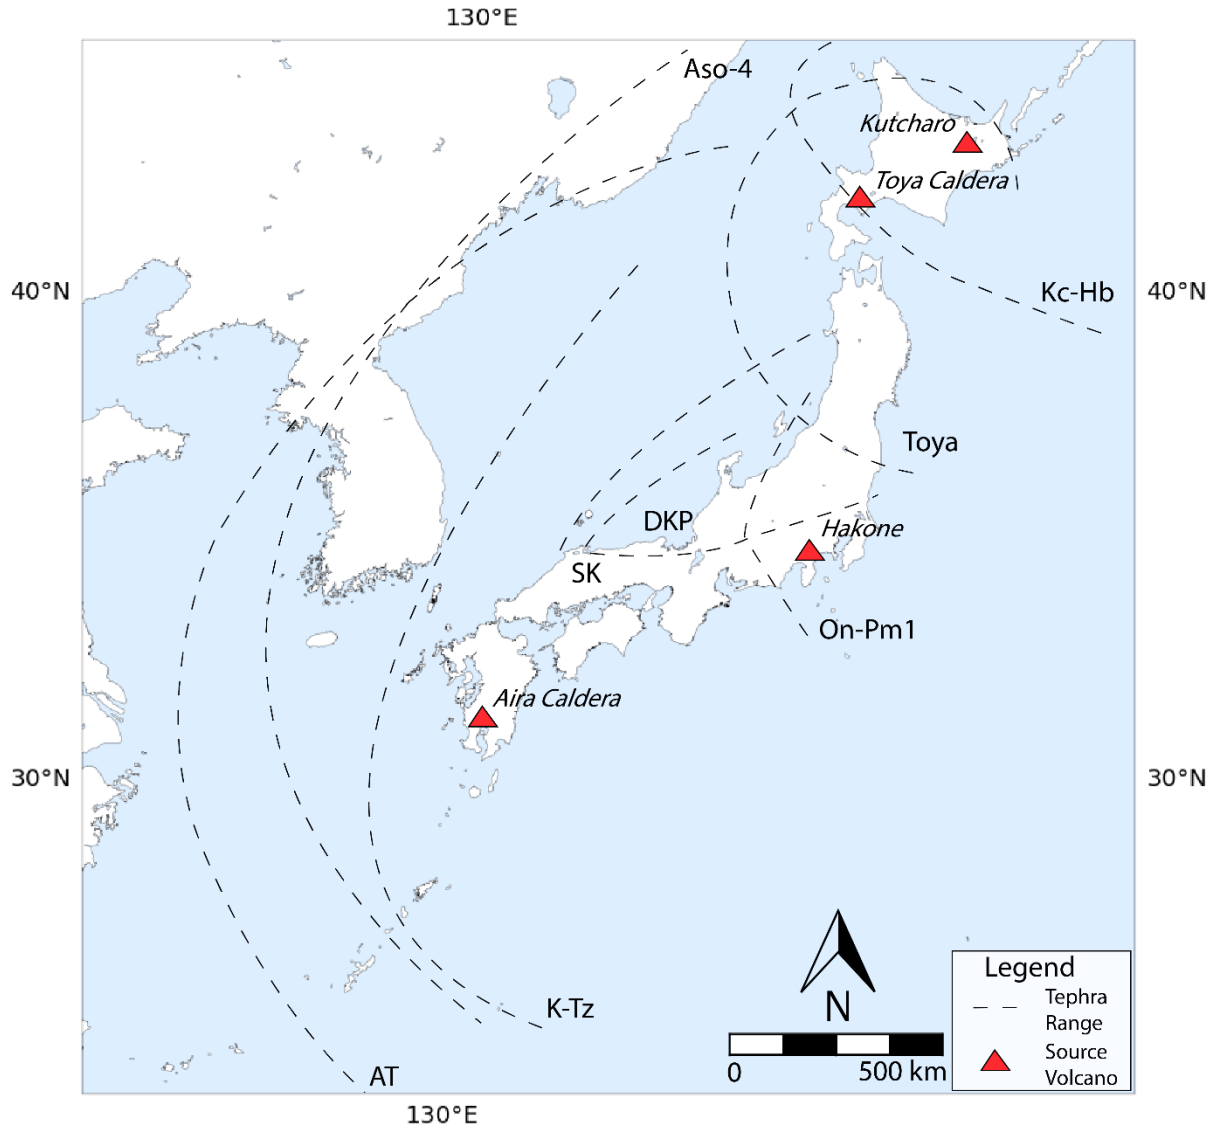 130°E
Aso-4
Kutcharo
Toya Caldera
40°N
Kc-Hb
40°N
Toya
DKP
Hakone
SK
On-Pm1
Aira Caldera
30°N
30°N
K-Tz
AT
N
0
500 km
Legend
Tephra
Range
Source
Volcano
130°E